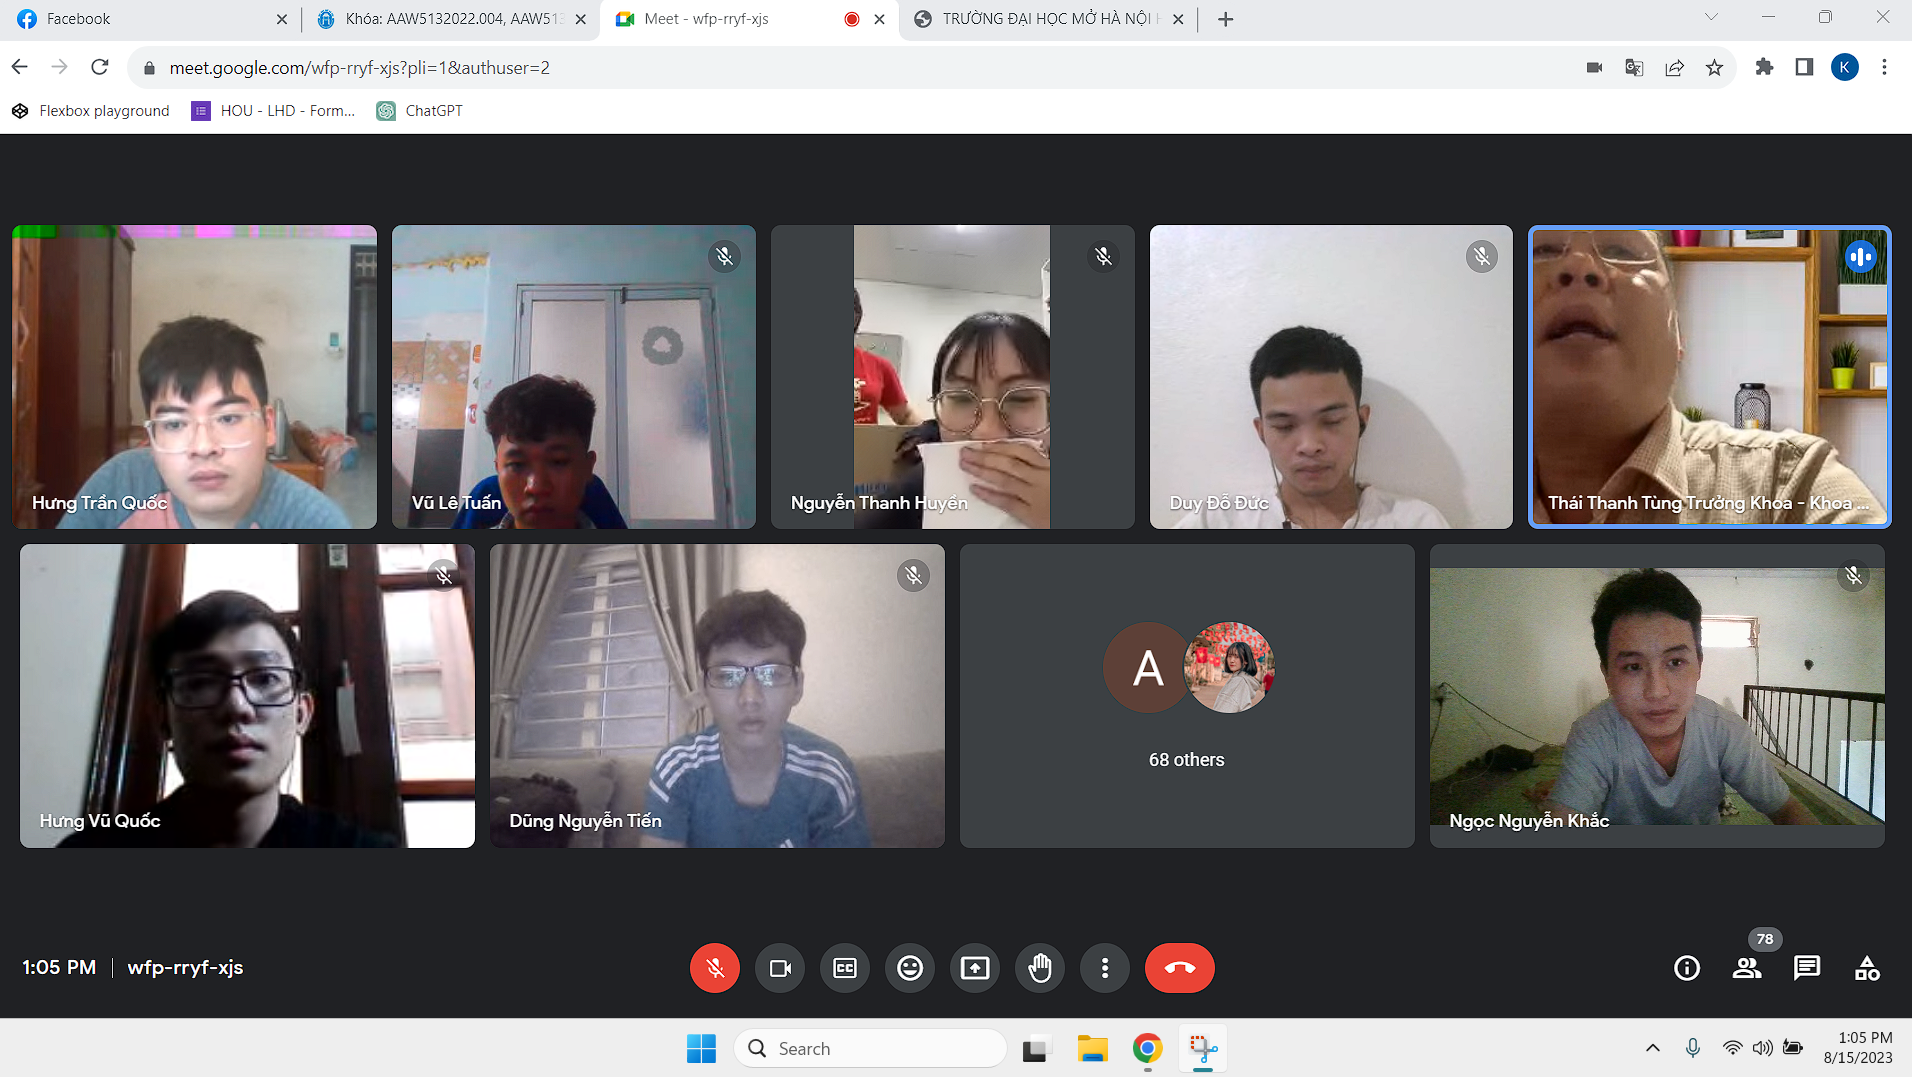 Facebook
Khóa: AAW5132022.004, AAW513
Meet - wfp-rryf-xjs
TRƯỜNG ĐẠI HỌC MỞ HÀ NỘI H
meet.google.com/wfp-rryf-xjs?pli=1&authuser=2
K
Flexbox playground
HOU - LHD - Form...
ChatGPT
Hưng Trần Quốc
Vũ Lê Tuấn
Nguyễn Thanh Huyền
Duy Đỗ Đức
Thái Thanh Tùng Trưởng Khoa - Khoa ...
Hưng Vũ Quốc
Dũng Nguyễn Tiến
A
68 others
Ngọc Nguyễn Khắc
1:05 PM
wfp-rryf-xjs
CC
78
Search
1:05 PM
8/15/2023